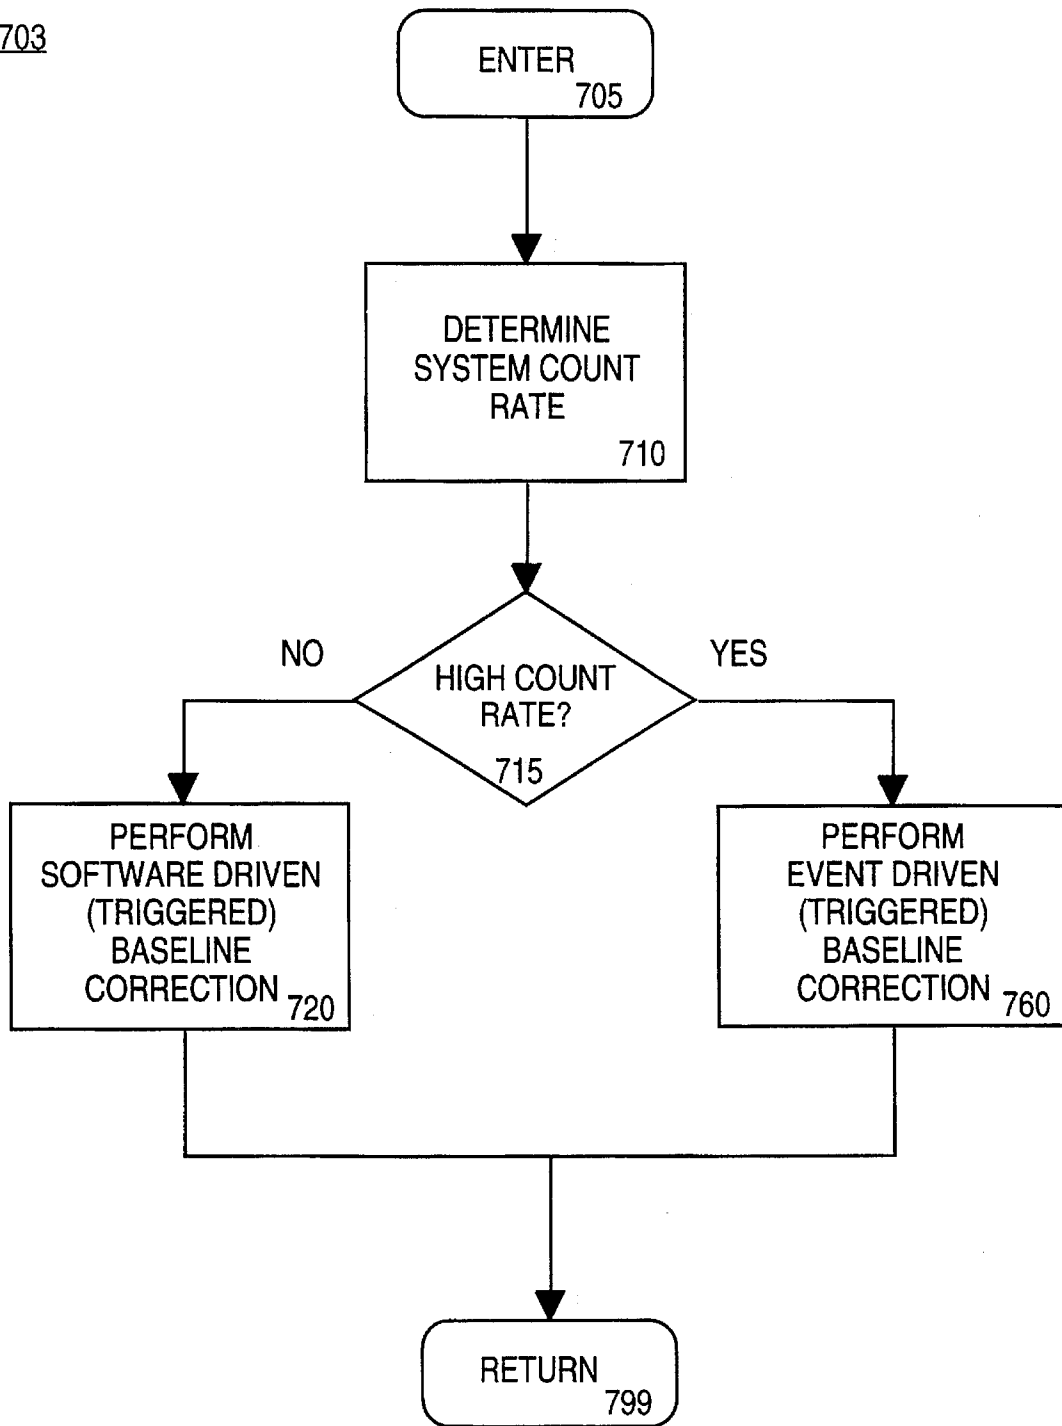 703
ENTER
705
DETERMINE
SYSTEM COUNT
RATE
710
NO
YES
HIGH COUNT
RATE?
715
PERFORM
SOFTWARE DRIVEN
(TRIGGERED)
BASELINE
CORRECTION 720
PERFORM
EVENT DRIVEN
(TRIGGERED)
BASELINE
CORRECTION 760
RETURN
799